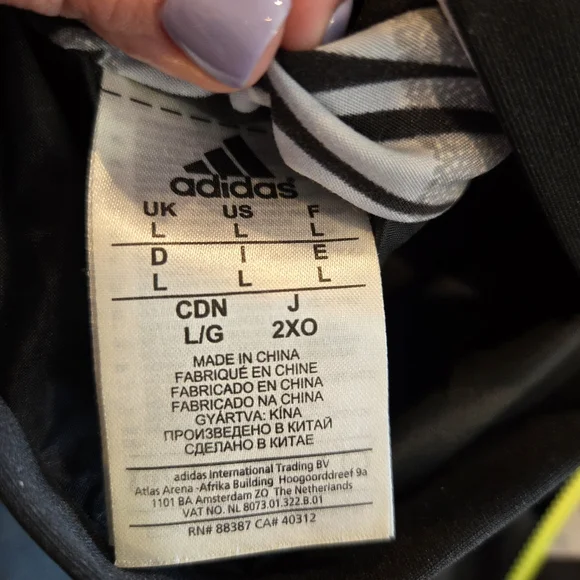 adidas
UK US F
L L L
D I E
L L L
CDN J
L/G 2XO
MADE IN CHINA
FABRIQUÉ EN CHINE
FABRICADO EN CHINA
FABRICADO NA CHINA
GYÁRTVA: KÍNA
ПРОИЗВЕДЕНО В КИТАЙ
СДЕЛАНО В КИТАЕ
adidas International Trading BV
Atlas Arena -Afrika Building Hoogoorddreef 9a
1101 BA Amsterdam ZO The Netherlands
VAT NO. NL 8073.01.322.B.01
RN# 88387 CA# 40312